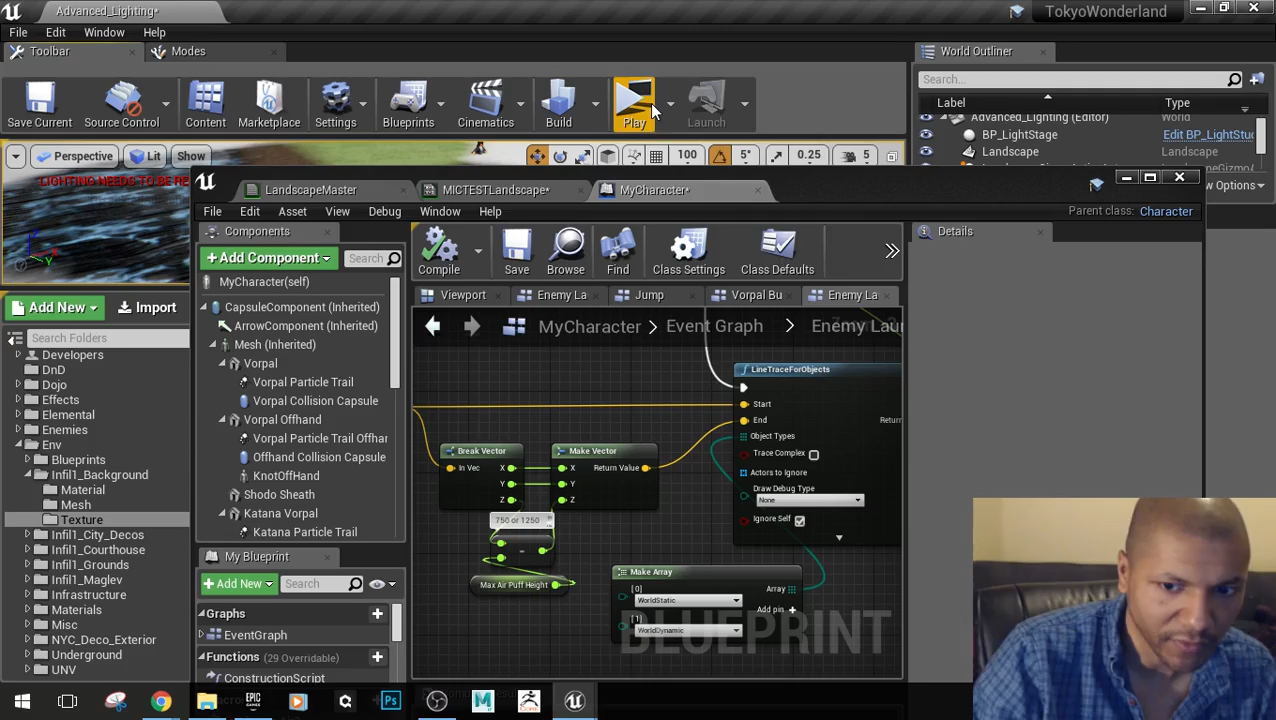 Advanced_Lighting*
TokyoWonderland
File Edit Window Help
Toolbar
Modes
World Outliner
Search...
Label
Type
Save Current
Source Control
Content
Marketplace
Settings
Blueprints
Cinematics
Build
Play
Launch
Advanced_Lighting (Editor)
World
BP_LightStage
Edit BP_LightStu
Landscape
Landscape
Perspective
Lit
Show
100
5°
0.25
5
LIGHTING NEEDS TO BE RE
LandscapeMaster
MICTESTLandscape*
MyCharacter*
File Edit Asset View Debug Window Help
Parent class: Character
Components
Details
+Add Component
Search
MyCharacter(self)
CapsuleComponent (Inherited)
ArrowComponent (Inherited)
Mesh (Inherited)
Vorpal
Vorpal Particle Trail
Vorpal Collision Capsule
Vorpal Offhand
Vorpal Particle Trail Offhar
Offhand Collision Capsule
KnotOffHand
Shodo Sheath
Katana Vorpal
Katana Particle Trail
My Blueprint
Add New
Search
Graphs
EventGraph
Functions (29 Overridable)
ConstructionScript
Compile
Save
Browse
Find
Class Settings
Class Defaults
Viewport
Enemy La
Jump
Vorpal Bu
Enemy La
MyCharacter
Event Graph
Enemy Laun
LineTraceForObjects
Start
End
Object Types
Trace Complex
Actors to Ignore
Draw Debug Type
None
Ignore Self
Return
Break Vector
In Vec
X
Y
Z
Make Vector
X
Y
Z
Return Value
750 or 1250
Max Air Puff Height
Make Array
[0]
WorldStatic
[1]
WorldDynamic
Array
Add pin
BLUEPRINT
Add New
Import
Search Folders
Developers
DnD
Dojo
Effects
Elemental
Enemies
Env
Blueprints
Infil1_Background
Material
Mesh
Texture
Infil1_City_Decos
Infil1_Courthouse
Infil1_Grounds
Infil1_Maglev
Infrastructure
Materials
Misc
NYC_Deco_Exterior
Underground
UNV
EPIC
GAMES
Ps